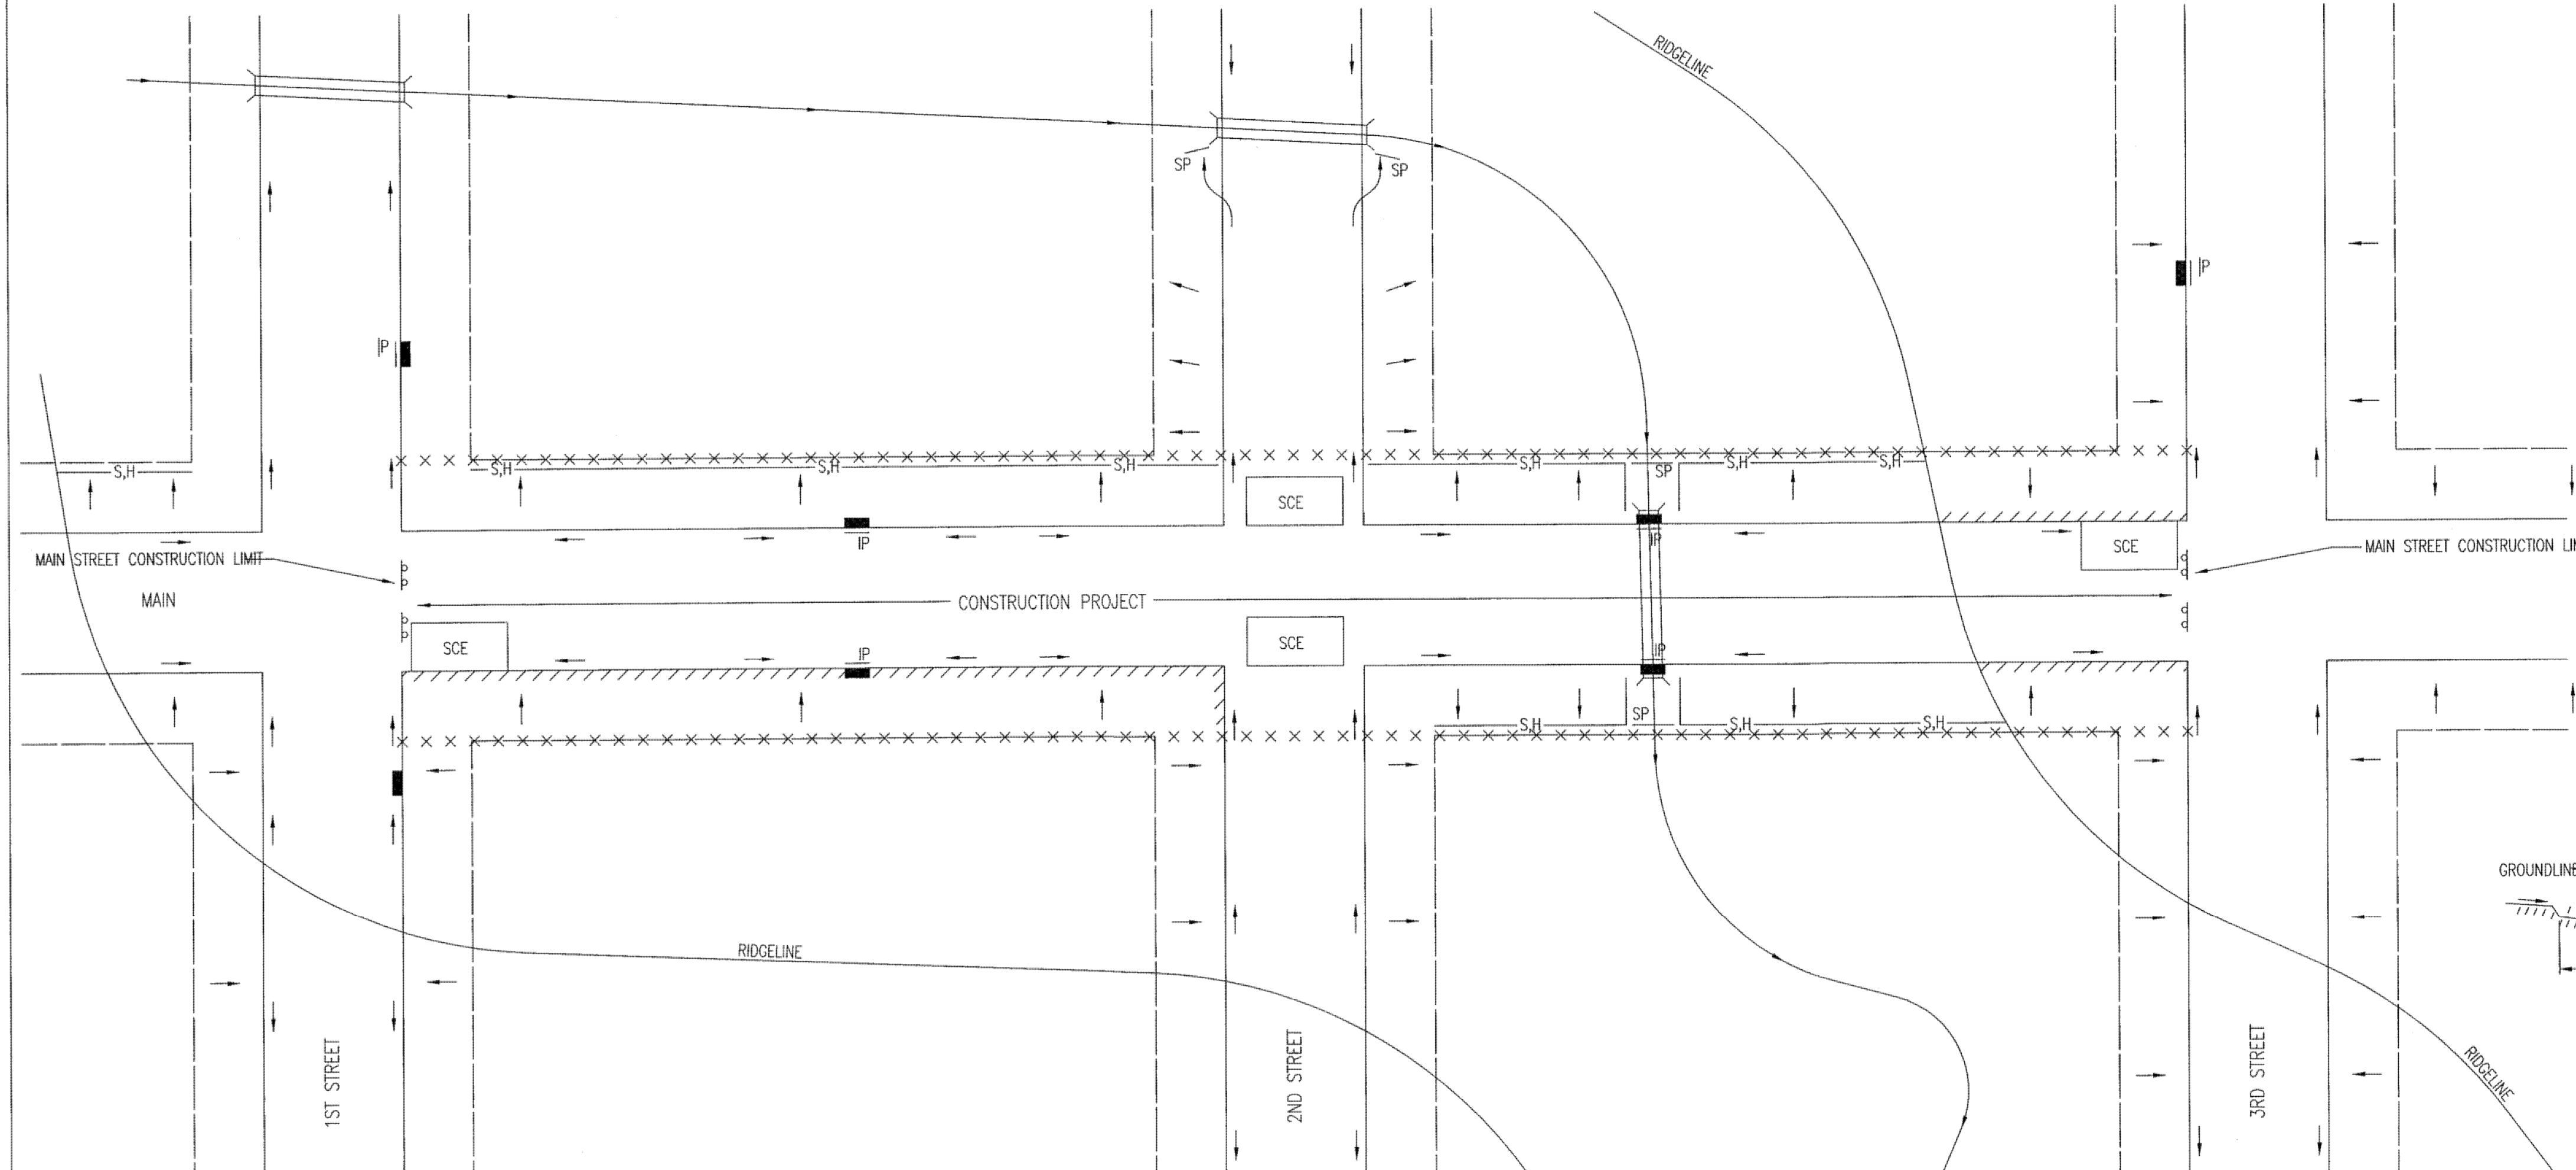 RIDGELINE
SP
SP
IP
IP
S,H
S,H
S,H
S,H
S,H
SP
S,H
S,H
SCE
MAIN STREET CONSTRUCTION LIMIT
IP
IP
SCE
MAIN STREET CONSTRUCTION LIM
MAIN
CONSTRUCTION PROJECT
SCE
IP
SCE
IP
S,H
SP
S,H
S,H
GROUNDLINE
RIDGELINE
1ST STREET
2ND STREET
3RD STREET
RIDGELINE